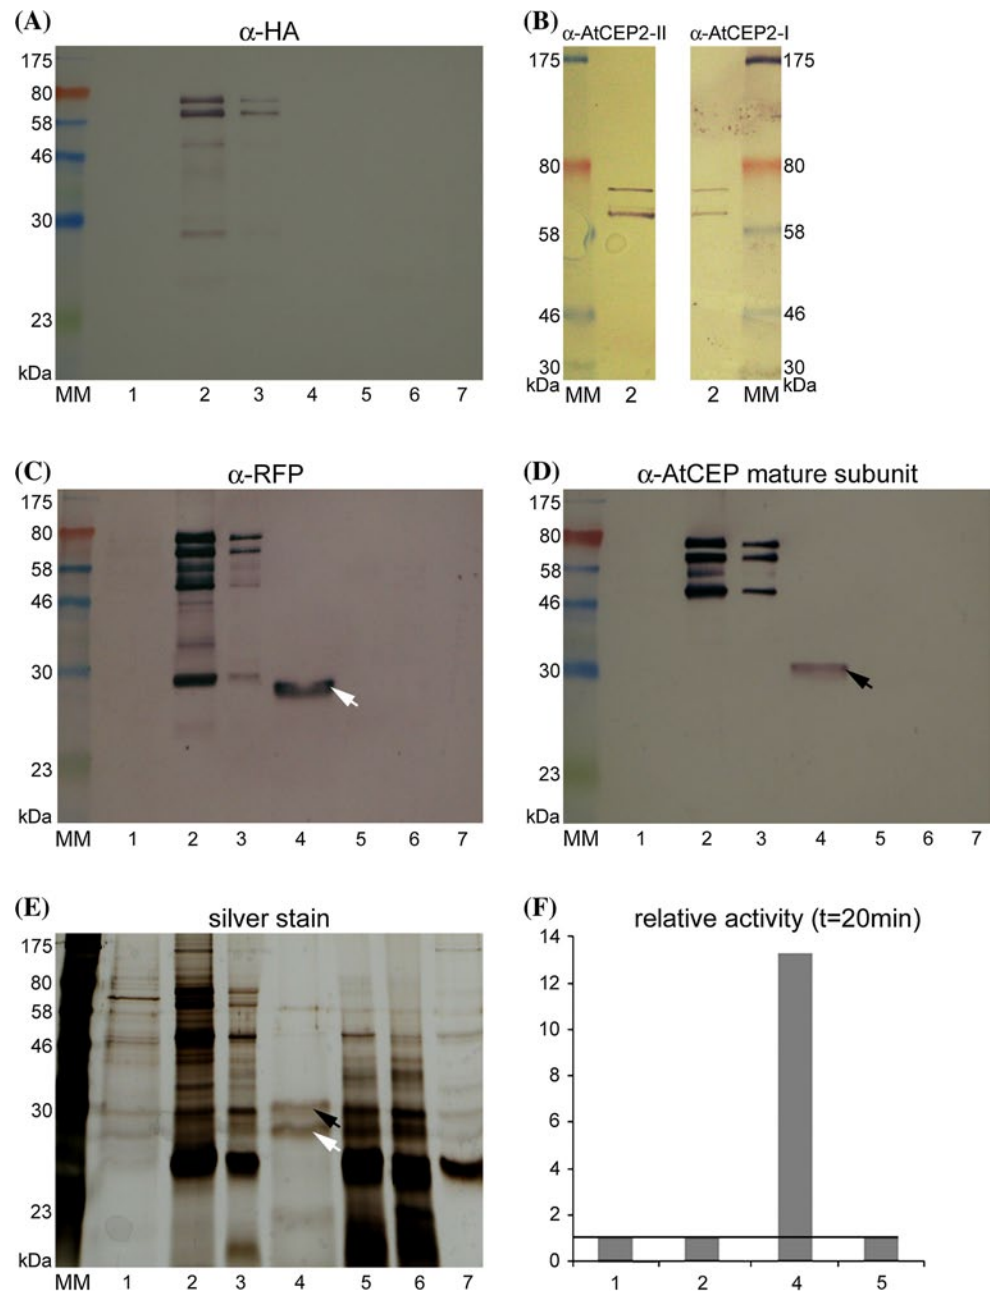 (A)
α-HA
175
80
58
46
30
23
kDa
MM 1 2 3 4 5 6 7
(B)
α-AtCEP2-II α-AtCEP2-I
175 175
80 80
58 58
46 46
30 30
kDa kDa
MM 2 2 MM
(C)
α-RFP
175
80
58
46
30
23
kDa
MM 1 2 3 4 5 6 7
(D)
α-AtCEP mature subunit
175
80
58
46
30
23
kDa
MM 1 2 3 4 5 6 7
(E)
silver stain
175
80
58
46
30
23
kDa
MM 1 2 3 4 5 6 7
(F)
relative activity (t=20min)
14
12
10
8
6
4
2
0
1 2 4 5